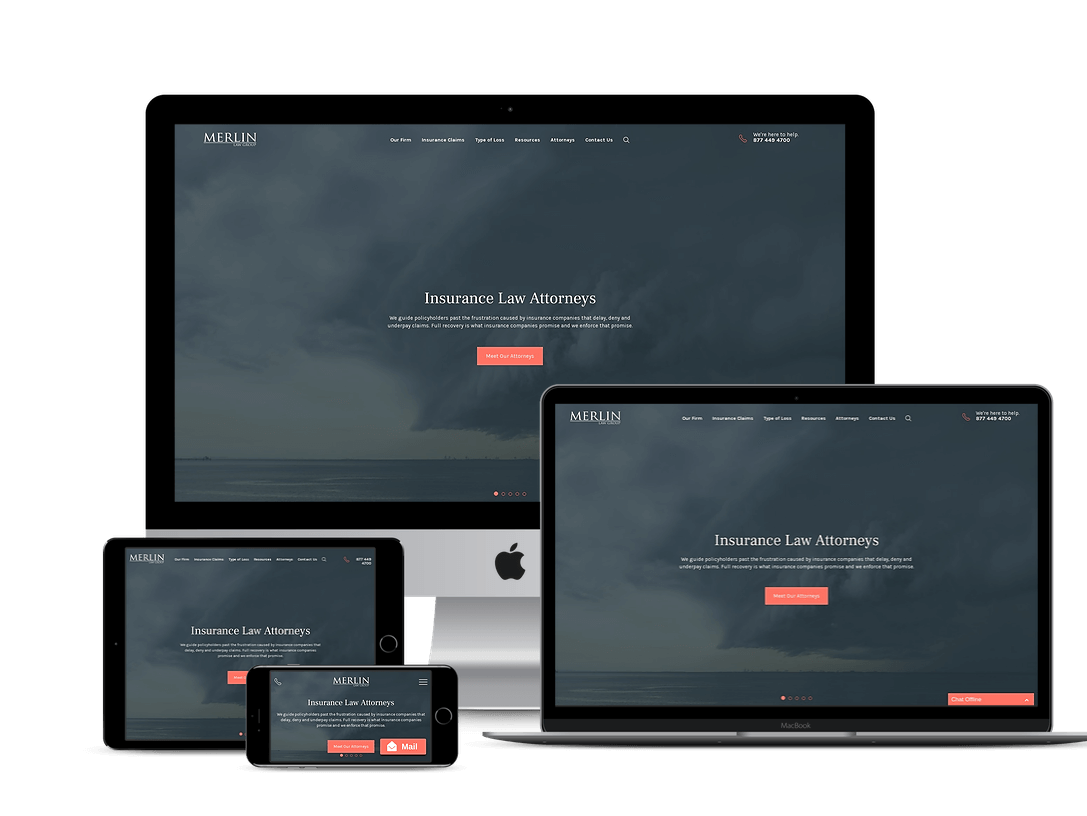 MERLIN
LAW GROUP
Our Firm Insurance Claims Type of Loss Resources Attorneys Contact Us
We're here to help.
877 449 4700
Insurance Law Attorneys
We guide policyholders past the frustration caused by insurance companies that delay, deny and
underpay claims. Full recovery is what insurance companies promise and we enforce that promise.
Meet Our Attorneys
MERLIN
LAW GROUP
Our Firm Insurance Claims Type of Loss Resources Attorneys Contact Us
We're here to help.
877 449 4700
Insurance Law Attorneys
We guide policyholders past the frustration caused by insurance companies that delay, deny and
underpay claims. Full recovery is what insurance companies promise and we enforce that promise.
Meet Our Attorneys
Chat Offline
MacBook
MERLIN
Our Firm Insurance Claims Type of Loss Resources Attorneys Contact Us
877 449
4700
Insurance Law Attorneys
We guide policyholders past the frustration caused by insurance companies that
delay, deny and underpay claims. Full recovery is what insurance companies
promise and we enforce that promise.
MERLIN
Insurance Law Attorneys
We guide policyholders past the frustration caused by insurance companies that
delay, deny and underpay claims. Full recovery is what insurance companies
promise and we enforce that promise.
Meet Our Attorneys
Mail